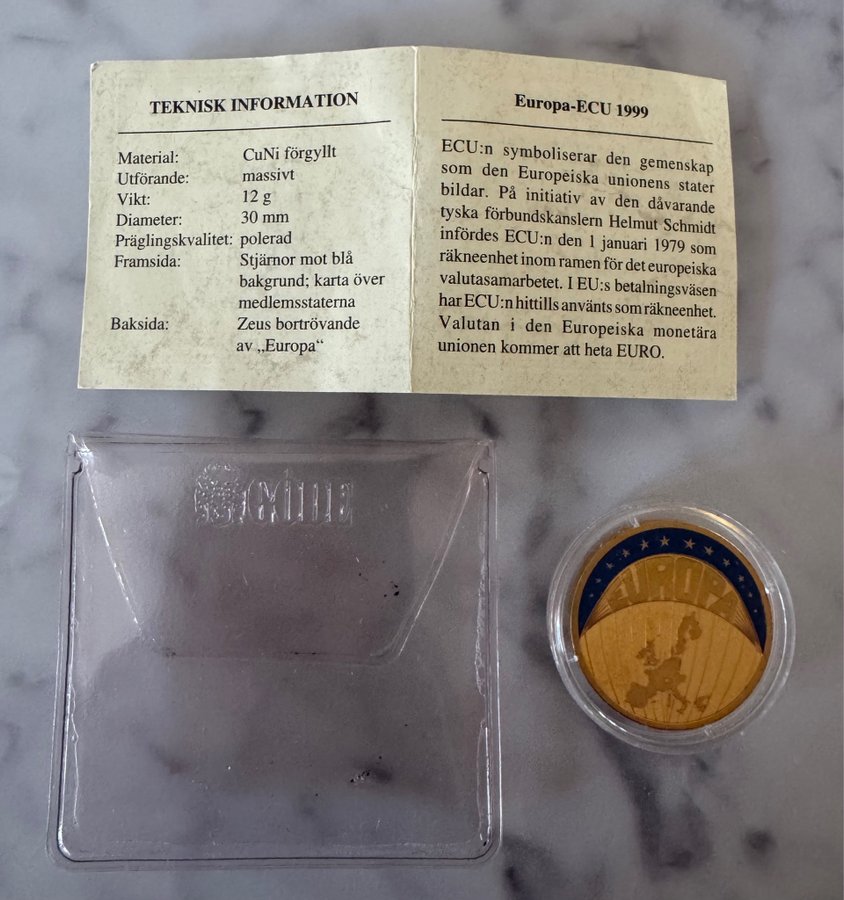 TEKNISK INFORMATION
Material: CuNi förgyllt
Utförande: massivt
Vikt: 12 g
Diameter: 30 mm
Präglingskvalitet: polerad
Framsida: Stjärnor mot blå
bakgrund; karta över
medlemsstaterna
Baksida: Zeus bortrövande
av „Europa“
Europa-ECU 1999
ECU:n symboliserar den gemenskap
som den Europeiska unionens stater
bildar. På initiativ av den dåvarande
tyska förbundskanslern Helmut Schmidt
infördes ECU:n den 1 januari 1979 som
räkneenhet inom ramen för det europeiska
valutasamarbetet. I EU:s betalningsväsen
har ECU:n hittills använts som räkneenhet.
Valutan i den Europeiska monetära
unionen kommer att heta EURO.
GÖDE
EUROPA